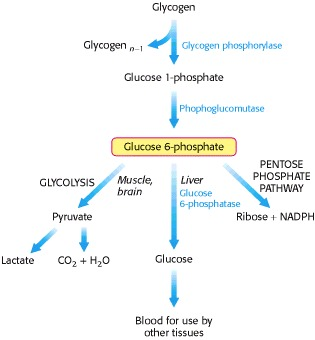 Glycogen
Glycogen n–1
Glycogen phosphorylase
Glucose 1-phosphate
Phophoglucomutase
Glucose 6-phosphate
GLYCOLYSIS
Muscle,
brain
Liver
Glucose
6-phosphatase
PENTOSE
PHOSPHATE
PATHWAY
Pyruvate
Ribose + NADPH
Lactate
CO2 + H2O
Glucose
Blood for use by
other tissues